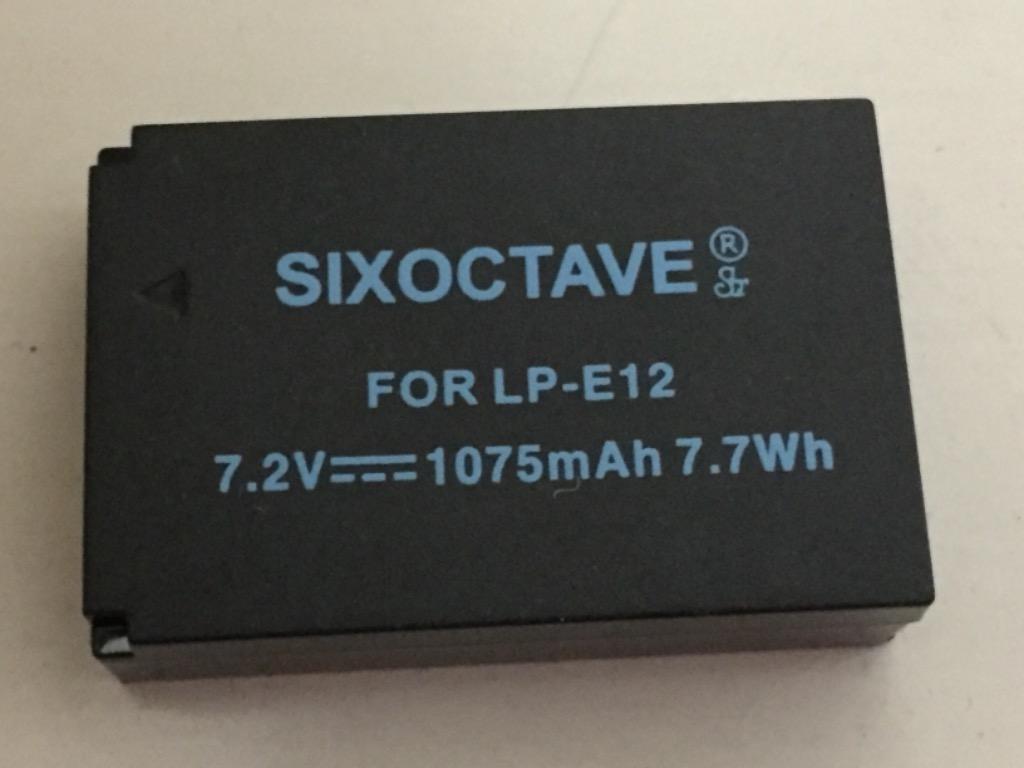 SIXOCTAVE®
FOR LP-E12
7.2V⎓1075mAh 7.7Wh